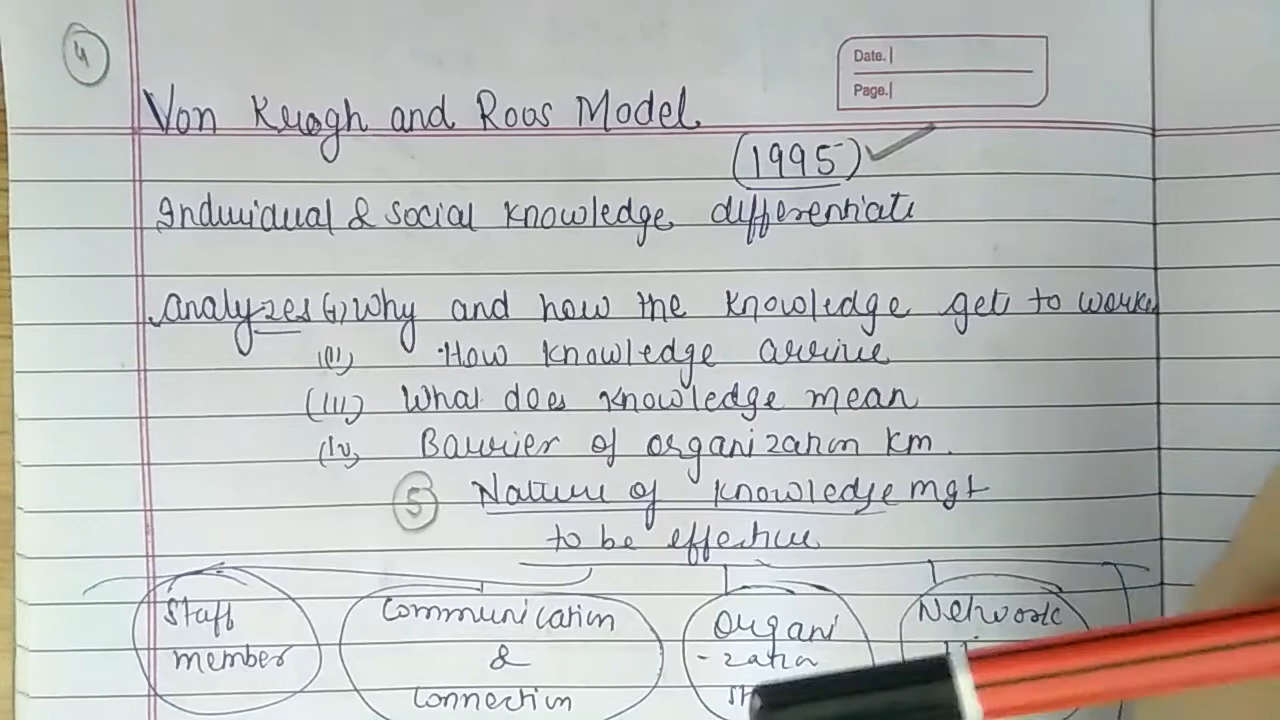 4
Date.
Page.
Von Krogh and Roos Model.
(1995)
Individual & social knowledge differentiate
Analyzes (i) Why and how the knowledge gets to worker
(ii) How knowledge arrive
(iii) What does knowledge mean
(iv) Barrier of organization KM.
5 Nature of knowledge mgt
to be effective
Staff
member
Communication
&
Connection
Organi
-zation
Network